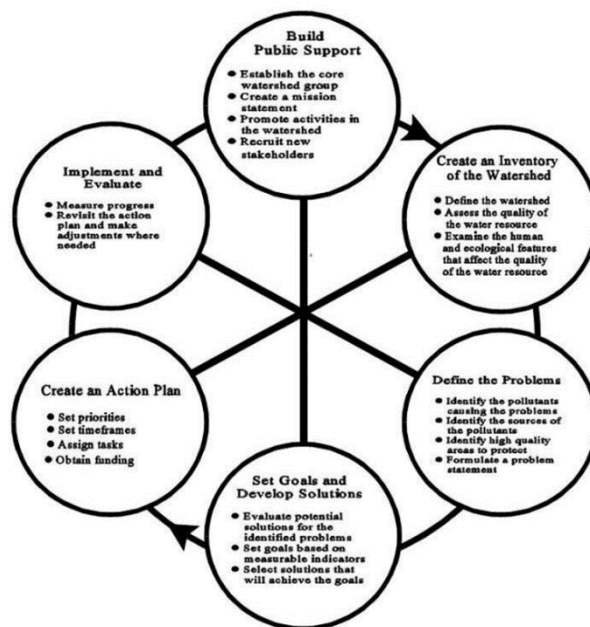 Build
Public Support
● Establish the core
watershed group
● Create a mission
statement
● Promote activities in
the watershed
● Recruit new
stakeholders
Create an Inventory
of the Watershed
● Define the watershed
● Assess the quality of
the water resource
● Examine the human
and ecological features
that affect the quality
of the water resource
Define the Problems
● Identify the pollutants
causing the problems
● Identify the sources of
the pollutants
● Identify high quality
areas to protect
● Formulate a problem
statement
Set Goals and
Develop Solutions
● Evaluate potential
solutions for the
identified problems
● Set goals based on
measurable indicators
● Select solutions that
will achieve the goals
Create an Action Plan
● Set priorities
● Set timeframes
● Assign tasks
● Obtain funding
Implement and
Evaluate
● Measure progress
● Revisit the action
plan and make
adjustments where
needed